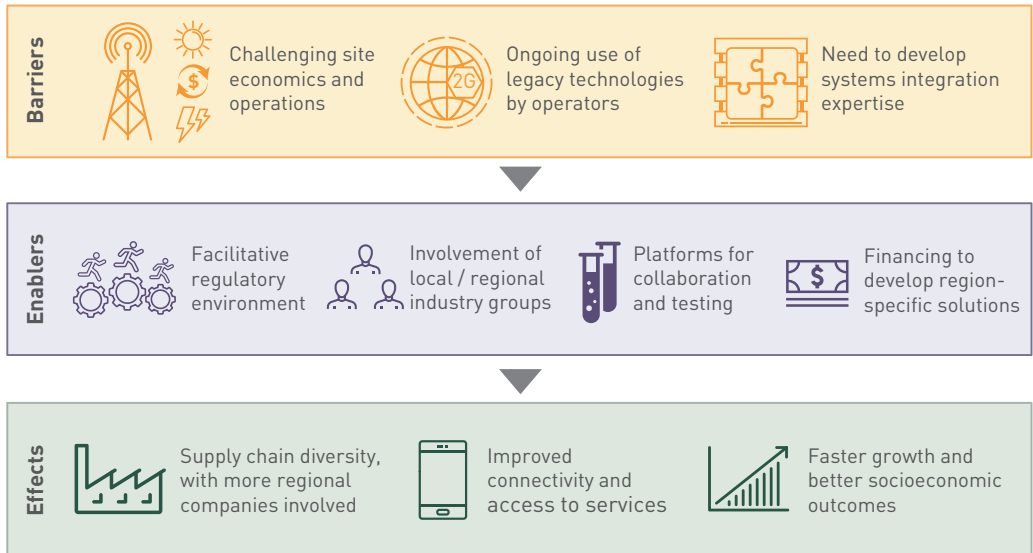 Barriers
Challenging site
economics and
operations
$
2G
Ongoing use of
legacy technologies
by operators
Need to develop
systems integration
expertise
Enablers
Facilitative
regulatory
environment
Involvement of
local / regional
industry groups
Platforms for
collaboration
and testing
$
Financing to
develop region-
specific solutions
Effects
Supply chain diversity,
with more regional
companies involved
Improved
connectivity and
access to services
Faster growth and
better socioeconomic
outcomes